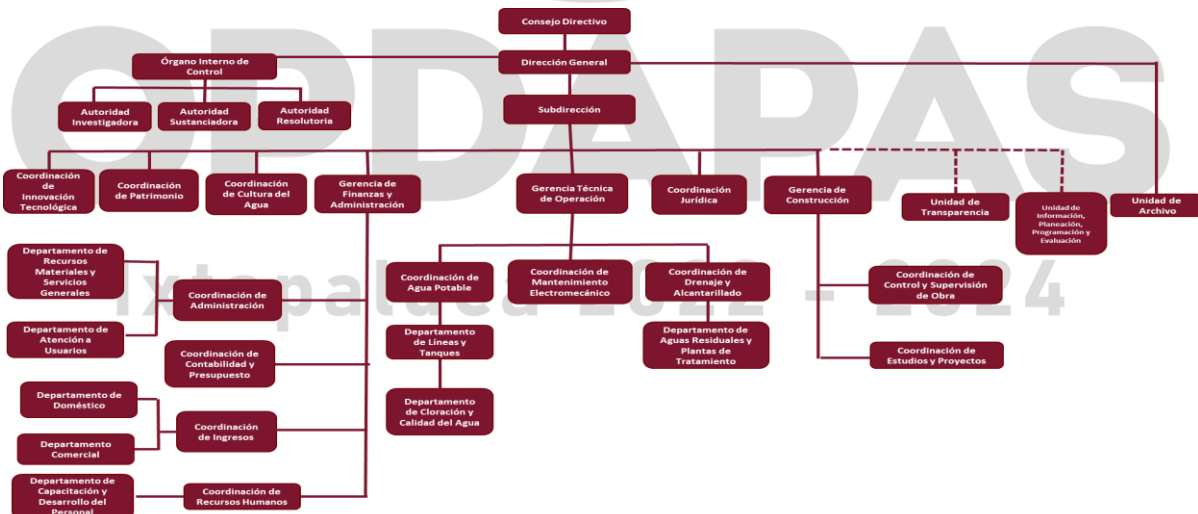 OPDAPAS
Ixtapaluca 2022 - 2024
Consejo Directivo
Órgano Interno de
Control
Dirección General
Autoridad
Investigadora
Autoridad
Sustanciadora
Autoridad
Resolutoria
Subdirección
Coordinación
de
Innovación
Tecnológica
Coordinación
de Patrimonio
Coordinación
de Cultura del
Agua
Gerencia de
Finanzas y
Administración
Gerencia Técnica
de Operación
Coordinación
Jurídica
Gerencia de
Construcción
Unidad de
Transparencia
Unidad de
Información,
Planeación,
Programación y
Evaluación
Unidad de
Archivo
Departamento de
Recursos
Materiales y
Servicios
Generales
Coordinación de
Administración
Departamento de
Atención a
Usuarios
Coordinación de
Contabilidad y
Presupuesto
Departamento de
Doméstico
Coordinación
de Ingresos
Departamento
Comercial
Departamento de
Capacitación y
Desarrollo del
Personal
Coordinación de
Recursos Humanos
Coordinación de
Agua Potable
Coordinación de
Mantenimiento
Electromecánico
Coordinación
de Drenaje y
Alcantarillado
Departamento
de Líneas y
Tanques
Departamento de
Aguas Residuales y
Plantas de
Tratamiento
Departamento
de Cloración y
Calidad del Agua
Coordinación de
Control y Supervisión
de Obra
Coordinación de
Estudios y Proyectos